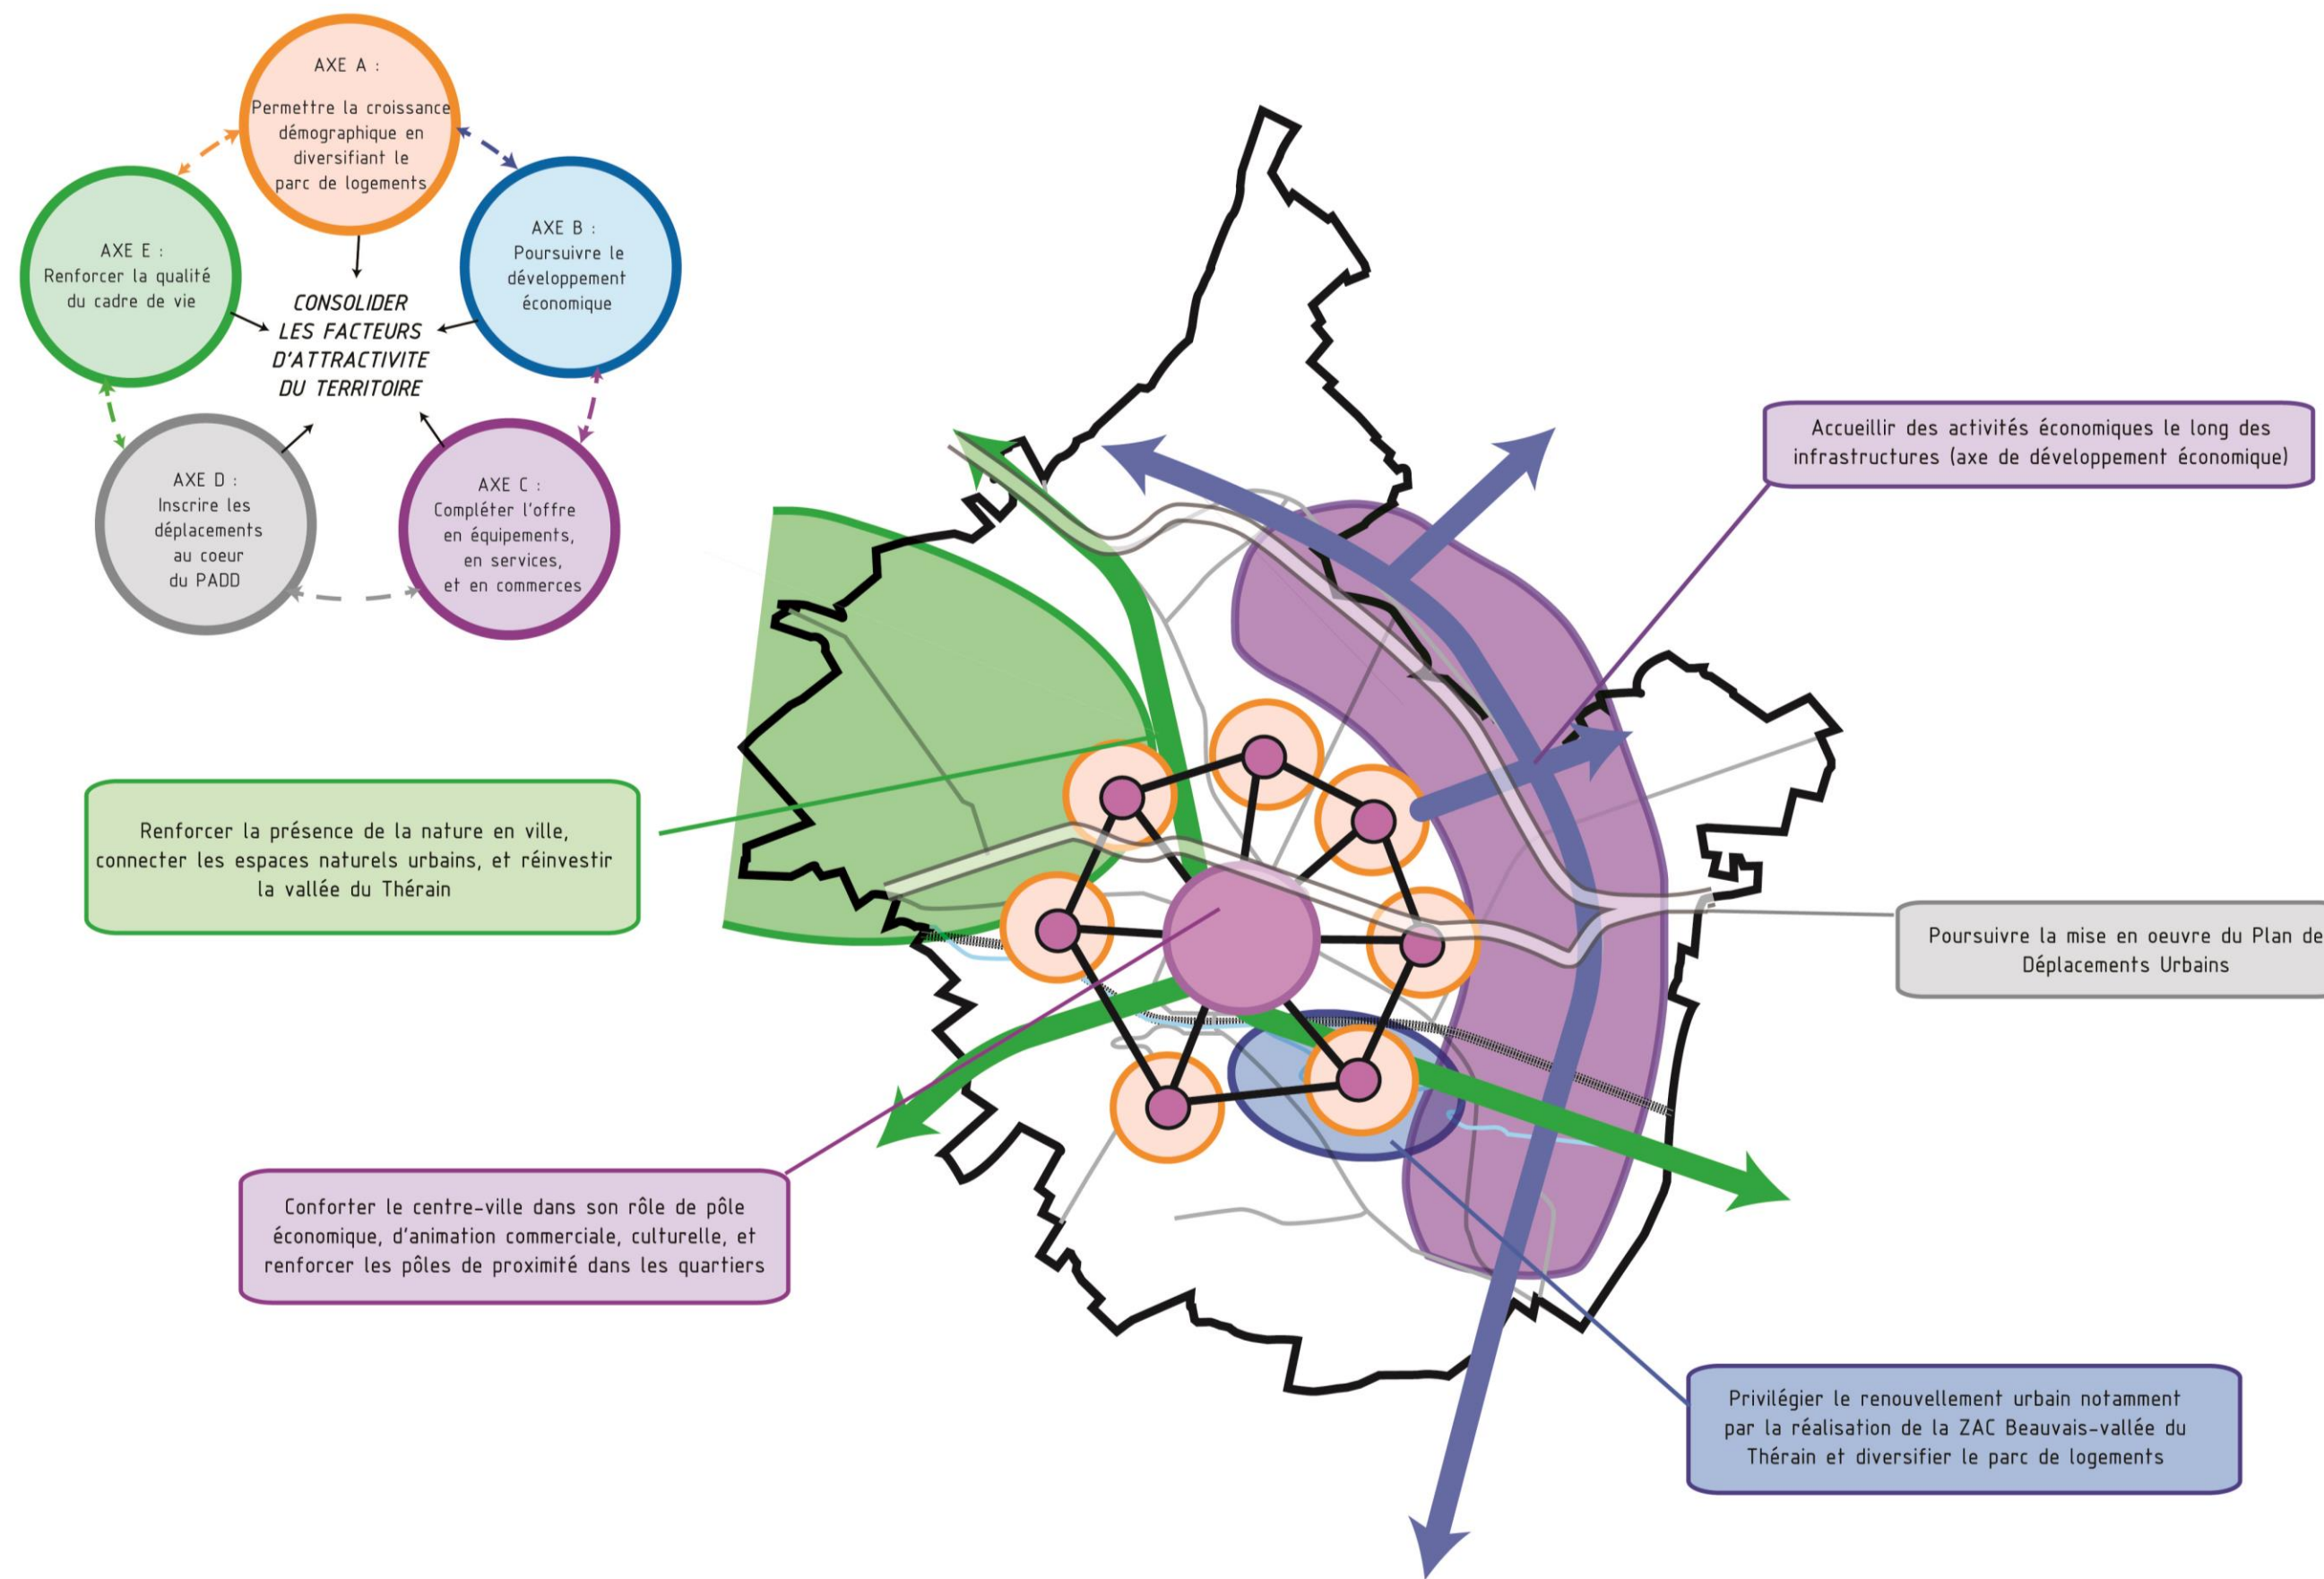 AXE A :
Permettre la croissance
démographique en
diversifiant le
parc de logements
AXE B :
Poursuivre le
développement
économique
AXE E :
Renforcer la qualité
du cadre de vie
CONSOLIDER
LES FACTEURS
D'ATTRACTIVITE
DU TERRITOIRE
AXE D :
Inscrire les
déplacements
au coeur
du PADD
AXE C :
Compléter l'offre
en équipements,
en services,
et en commerces
Accueillir des activités économiques le long des
infrastructures (axe de développement économique)
Renforcer la présence de la nature en ville,
connecter les espaces naturels urbains, et réinvestir
la vallée du Thérain
Poursuivre la mise en oeuvre du Plan de
Déplacements Urbains
Conforter le centre-ville dans son rôle de pôle
économique, d'animation commerciale, culturelle, et
renforcer les pôles de proximité dans les quartiers
Privilégier le renouvellement urbain notamment
par la réalisation de la ZAC Beauvais-vallée du
Thérain et diversifier le parc de logements